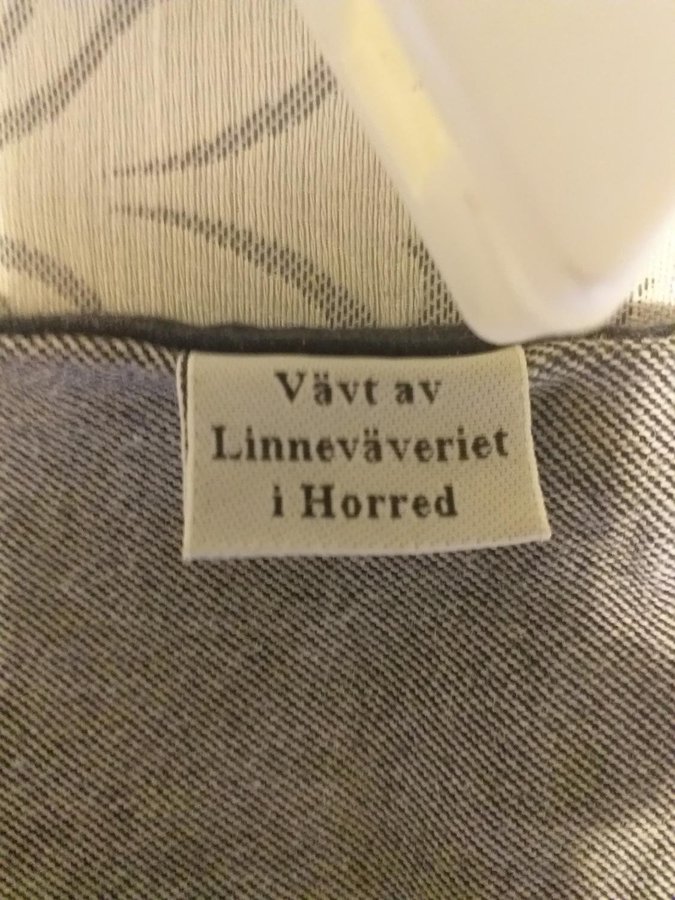 Vävt av
Linneväveriet
i Horred